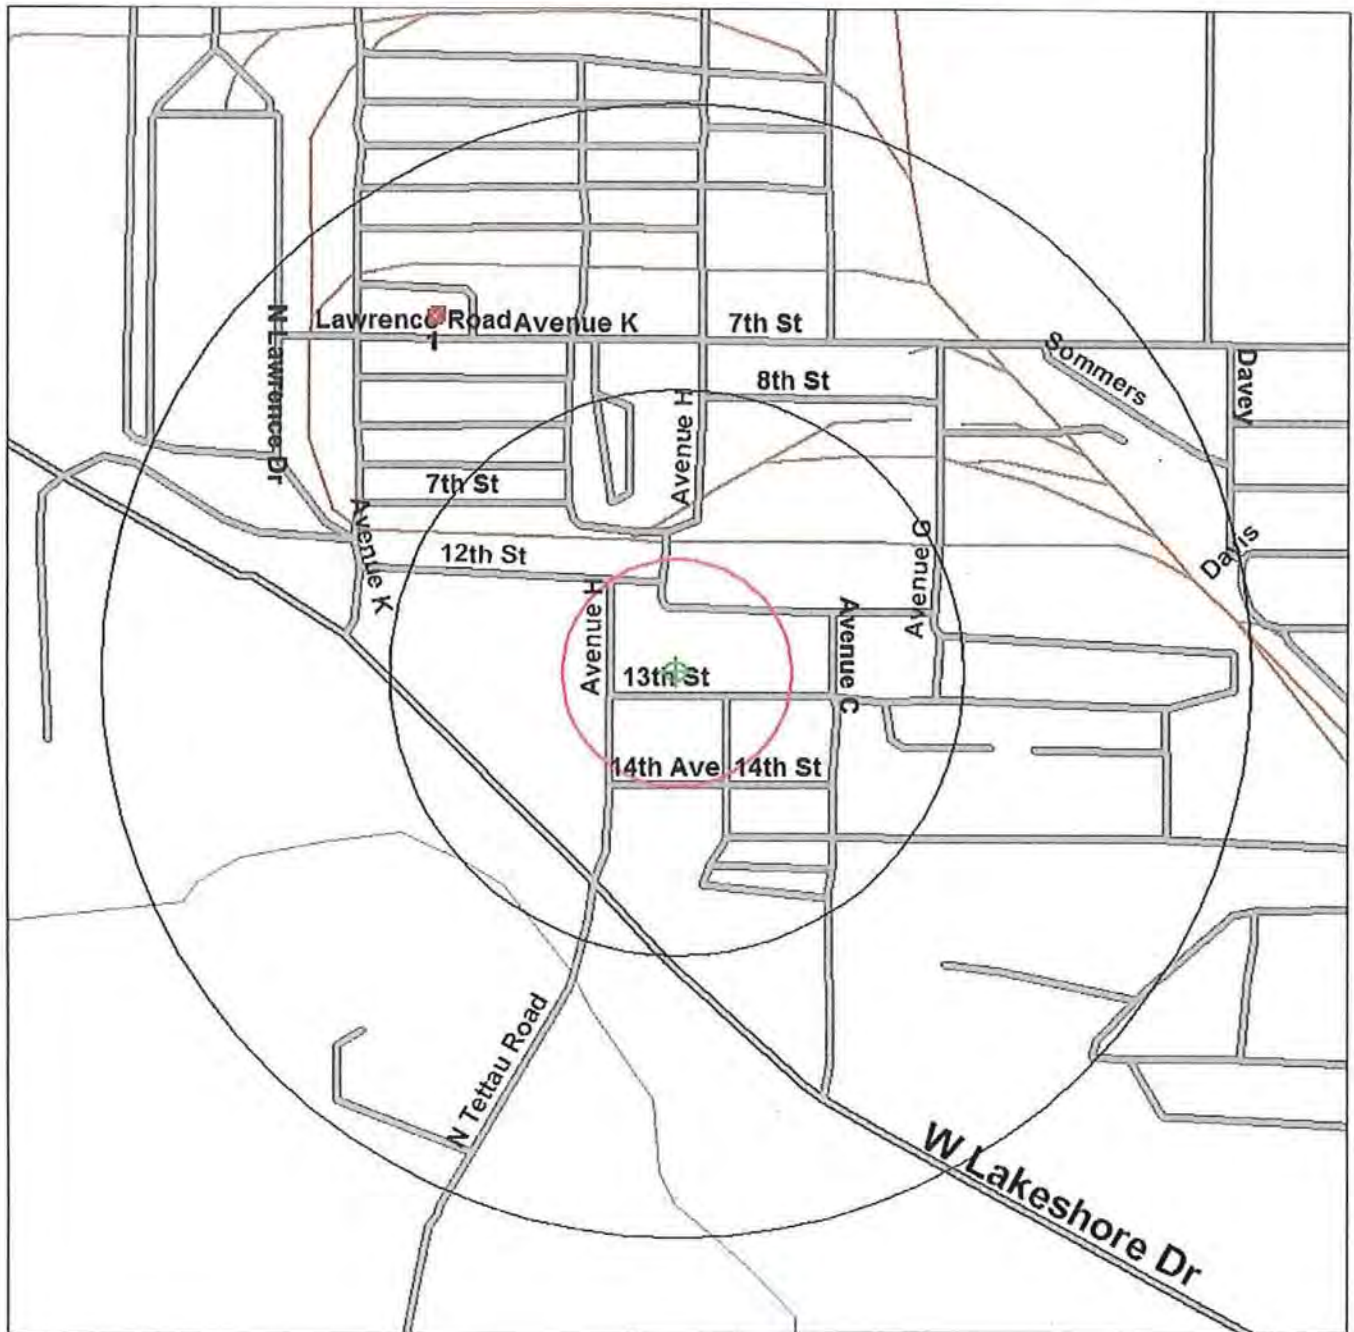 Lawrence Road
Avenue K
7th St
1
N Lawrence Dr
Sommers
Davey
8th St
Avenue H
7th St
Avenue K
12th St
Avenue G
Davis
Avenue H
Avenue C
13th St
14th Ave
14th St
N Tettau Road
W Lakeshore Dr